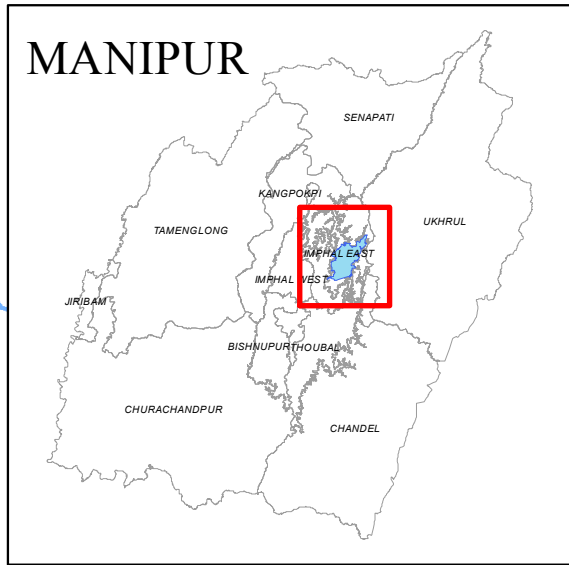 MANIPUR
SENAPATI
KANGPOKPI
UKHRUL
TAMENGLONG
IMPHAL EAST
IMPHAL WEST
JIRIBAM
BISHNUPUR
THOUBAL
CHURACHANDPUR
CHANDEL